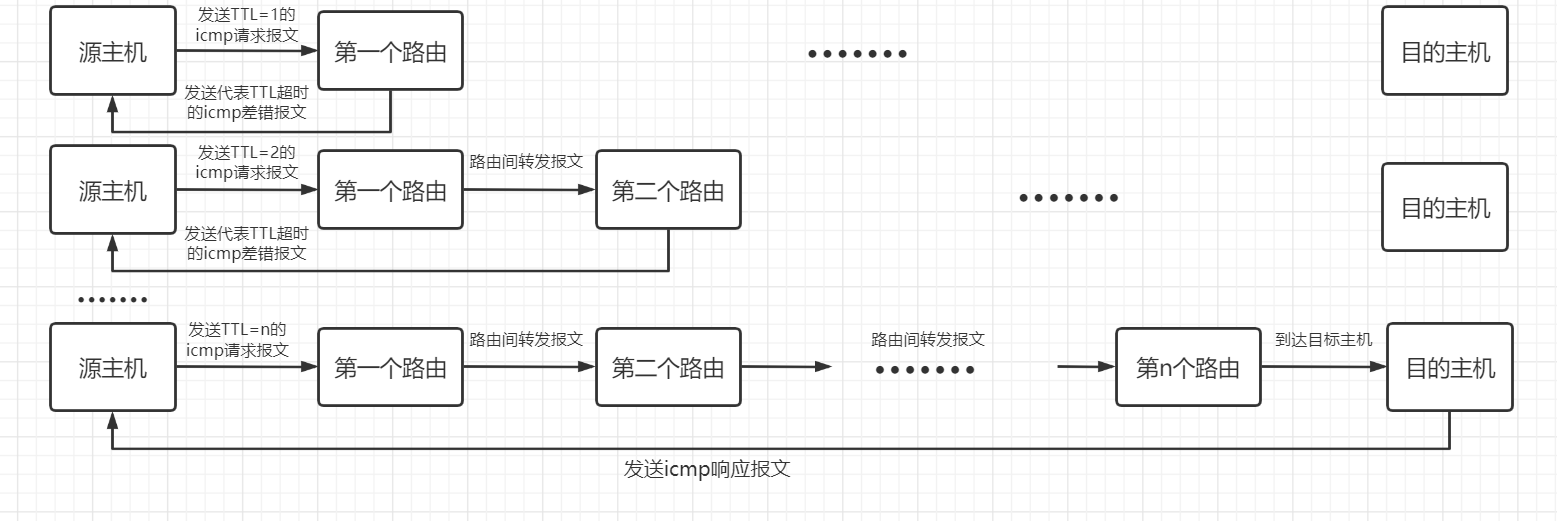 发送TTL=1的
icmp请求报文
源主机
第一个路由
•••••••
目的主机
发送代表TTL超时
的icmp差错报文
发送TTL=2的
icmp请求报文
路由间转发报文
源主机
第一个路由
第二个路由
•••••••
目的主机
发送代表TTL超时
的icmp差错报文
•••••••
发送TTL=n的
icmp请求报文
路由间转发报文
路由间转发报文
到达目标主机
源主机
第一个路由
第二个路由
•••••••
第n个路由
目的主机
发送icmp响应报文